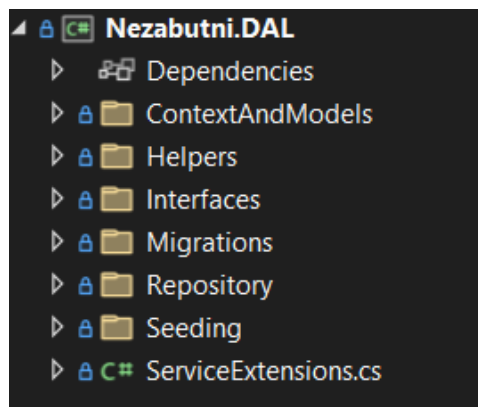 C# Nezabutni.DAL
Dependencies
ContextAndModels
Helpers
Interfaces
Migrations
Repository
Seeding
C# ServiceExtensions.cs